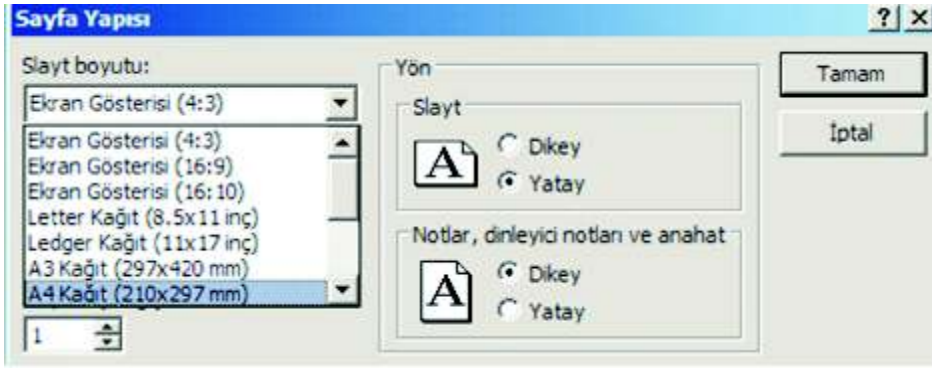 Sayfa Yapısı
Slayt boyutu:
Ekran Gösterisi (4:3)
Ekran Gösterisi (4:3)
Ekran Gösterisi (16:9)
Ekran Gösterisi (16:10)
Letter Kağıt (8.5x11 inç)
Ledger Kağıt (11x17 inç)
A3 Kağıt (297x420 mm)
A4 Kağıt (210x297 mm)
1
Yön
Slayt
A
Dikey
Yatay
Notlar, dinleyici notları ve anahat
A
Dikey
Yatay
? X
Tamam
İptal